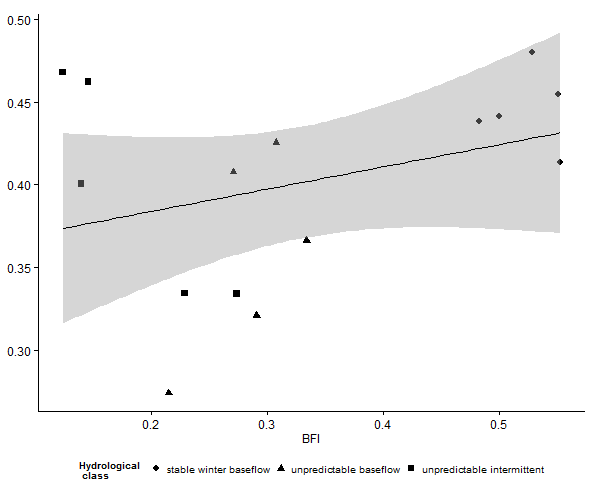 0.50
0.45
0.40
0.35
0.30
0.2 0.3 0.4 0.5
BFI
Hydrological
class
stable winter baseflow unpredictable baseflow unpredictable intermittent